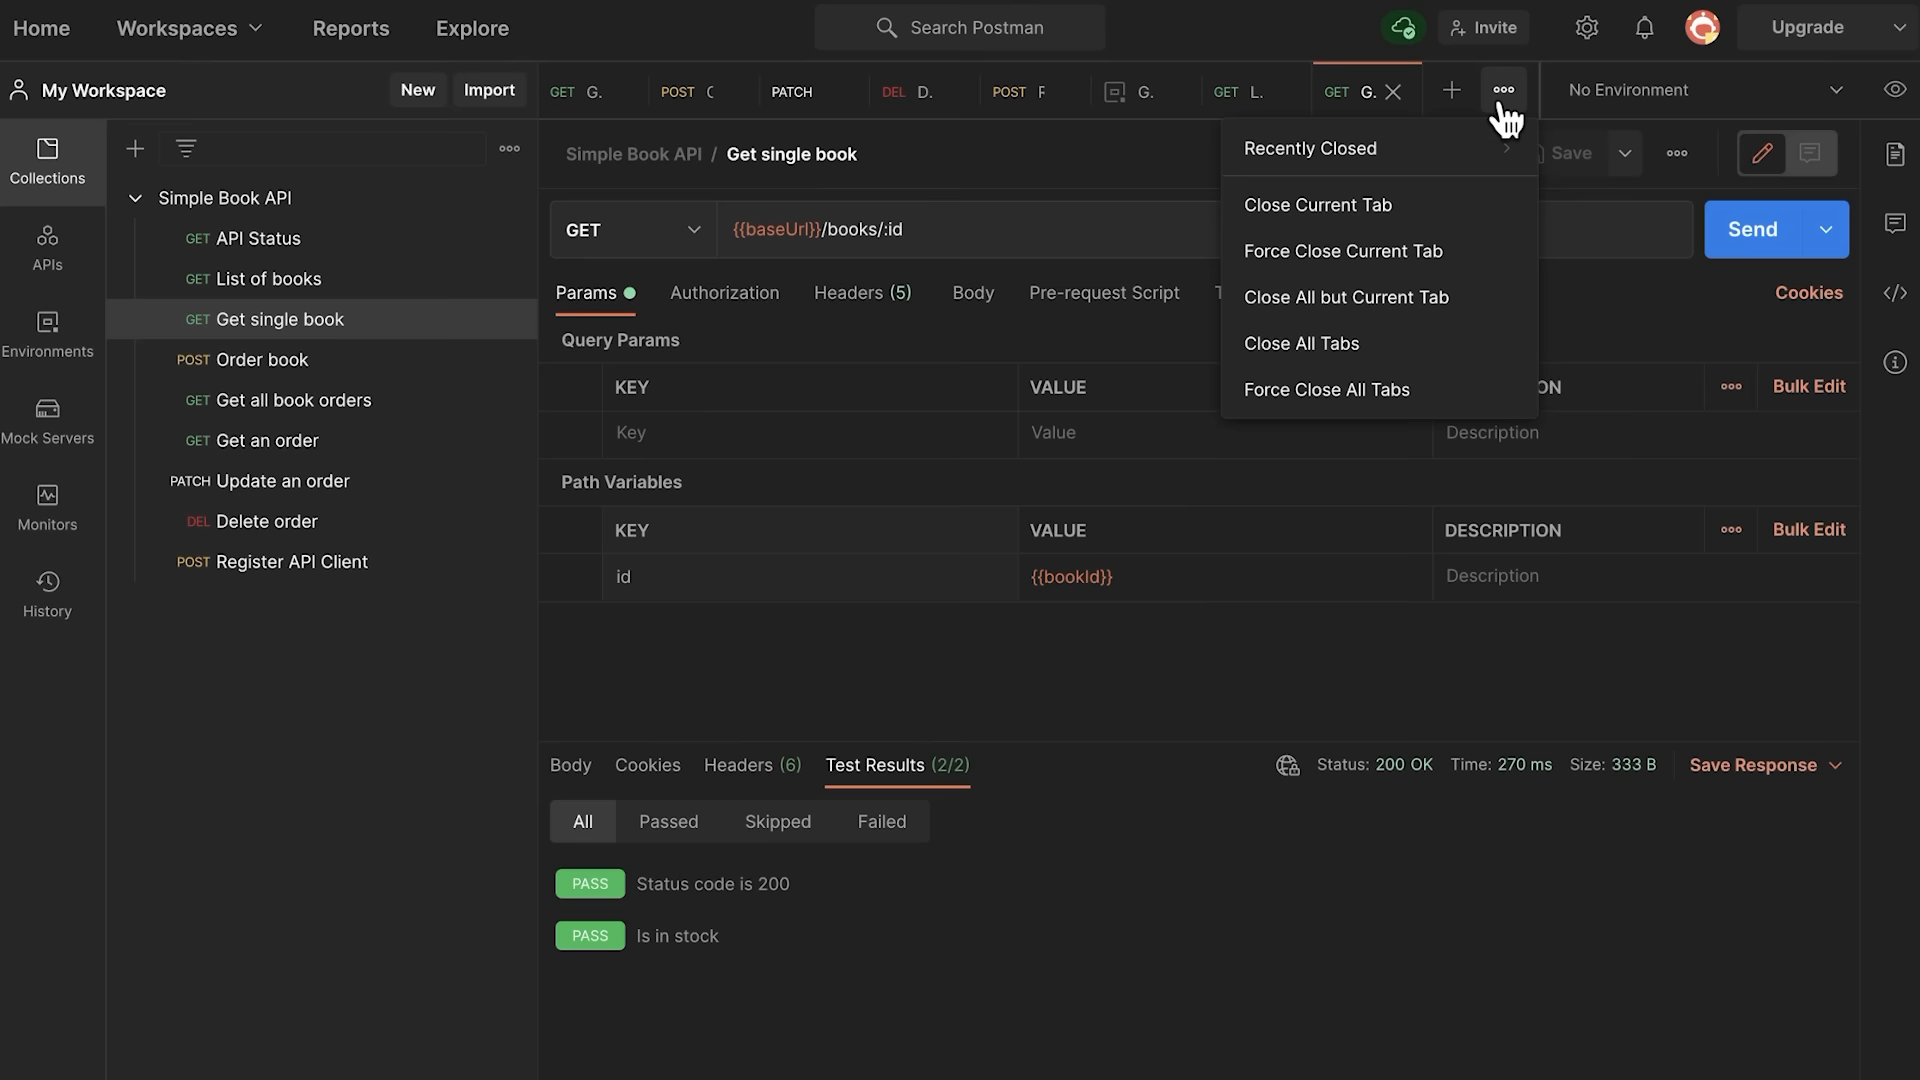 Home Workspaces Reports Explore Search Postman Invite Upgrade
My Workspace New Import GET G. POST PATCH DEL D. POST G. GET L. GET G. No Environment
Collections
APIs
Environments
Mock Servers
Monitors
History
Simple Book API
GET API Status
GET List of books
GET Get single book
POST Order book
GET Get all book orders
GET Get an order
PATCH Update an order
DEL Delete order
POST Register API Client
Simple Book API / Get single book Save
GET {{baseUrl}}/books/:id Send
Params Authorization Headers (5) Body Pre-request Script Cookies
Recently Closed
Close Current Tab
Force Close Current Tab
Close All but Current Tab
Close All Tabs
Force Close All Tabs
Query Params
KEY VALUE ON Bulk Edit
Key Value Description
Path Variables
KEY VALUE DESCRIPTION Bulk Edit
id {{bookId}} Description
Body Cookies Headers (6) Test Results (2/2) Status: 200 OK Time: 270 ms Size: 333 B Save Response
All Passed Skipped Failed
PASS Status code is 200
PASS Is in stock